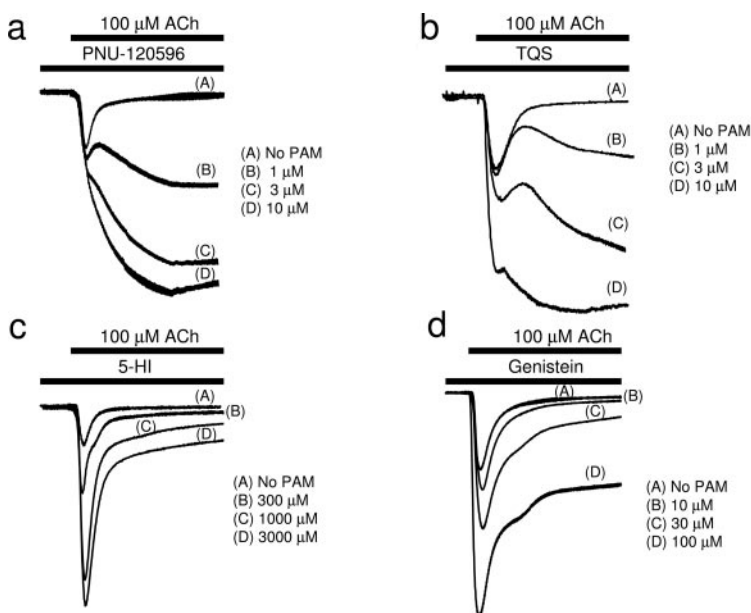 a
100 μM ACh
PNU-120596
(A)
(B)
(C)
(D)
(A) No PAM
(B) 1 μM
(C) 3 μM
(D) 10 μM
b
100 μM ACh
TQS
(A)
(B)
(C)
(D)
(A) No PAM
(B) 1 μM
(C) 3 μM
(D) 10 μM
c
100 μM ACh
5-HI
(A)
(B)
(C)
(D)
(A) No PAM
(B) 300 μM
(C) 1000 μM
(D) 3000 μM
d
100 μM ACh
Genistein
(A)
(B)
(C)
(D)
(A) No PAM
(B) 10 μM
(C) 30 μM
(D) 100 μM